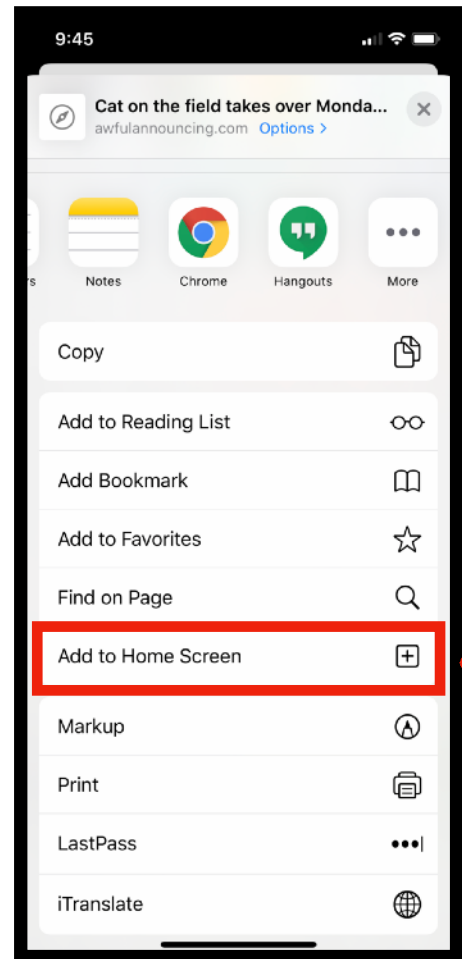 9:45
Cat on the field takes over Monda...
awfulannouncing.com Options >
s Notes Chrome Hangouts More
Copy
Add to Reading List
Add Bookmark
Add to Favorites
Find on Page
Add to Home Screen
Markup
Print
LastPass
iTranslate